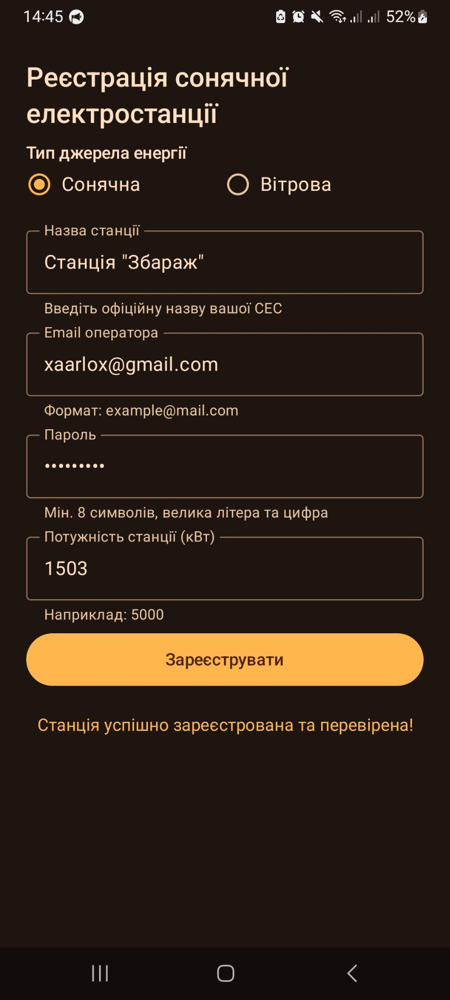 14:45 52%
Реєстрація сонячної
електростанції
Тип джерела енергії
Сонячна Вітрова
Назва станції
Станція "Збараж"
Введіть офіційну назву вашої СЕС
Email оператора
xaarlox@gmail.com
Формат: example@mail.com
Пароль
•••••••••
Мін. 8 символів, велика літера та цифра
Потужність станції (кВт)
1503
Наприклад: 5000
Зареєструвати
Станція успішно зареєстрована та перевірена!